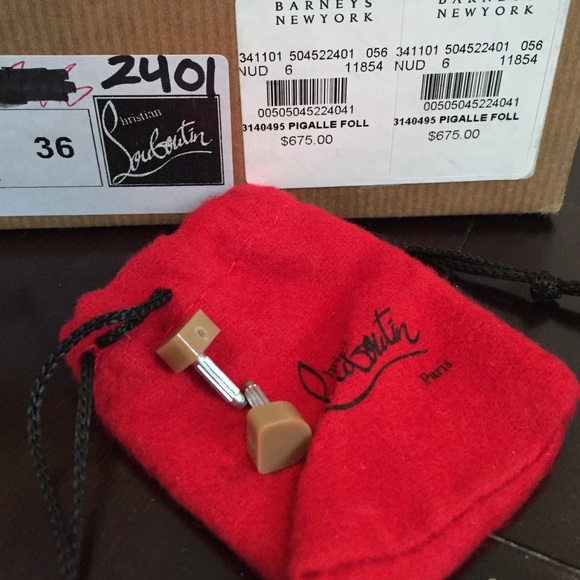 BARNEYS
NEWYORK
341101 504522401 056
NUD 6 11854
00505045224041
3140495 PIGALLE FOLL
$675.00
BARNEYS
NEWYORK
341101 504522401 056
NUD 6 11854
00505045224041
3140495 PIGALLE FOLL
$675.00
2401
36
Christian
Louboutin
Louboutin
Paris